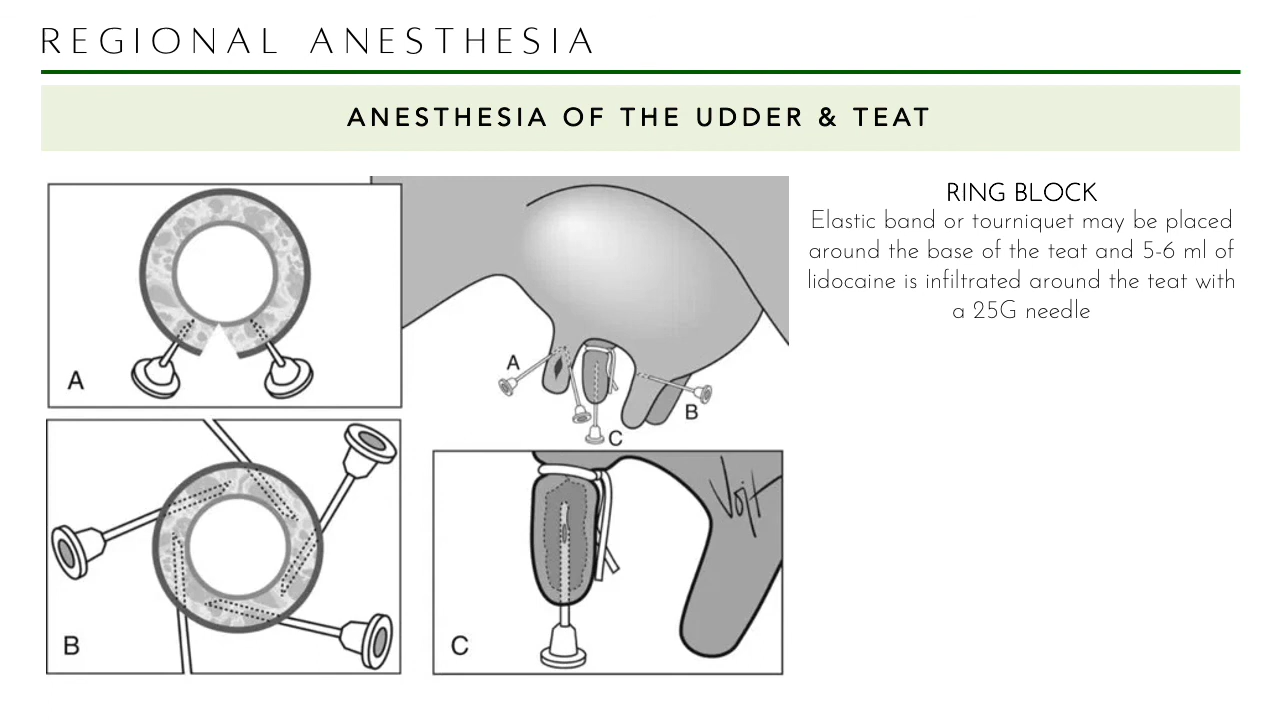 REGIONAL ANESTHESIA
ANESTHESIA OF THE UDDER & TEAT
RING BLOCK
Elastic band or tourniquet may be placed
around the base of the teat and 5-6 ml of
lidocaine is infiltrated around the teat with
a 25G needle
A
A
B
C
B
C
Vojt